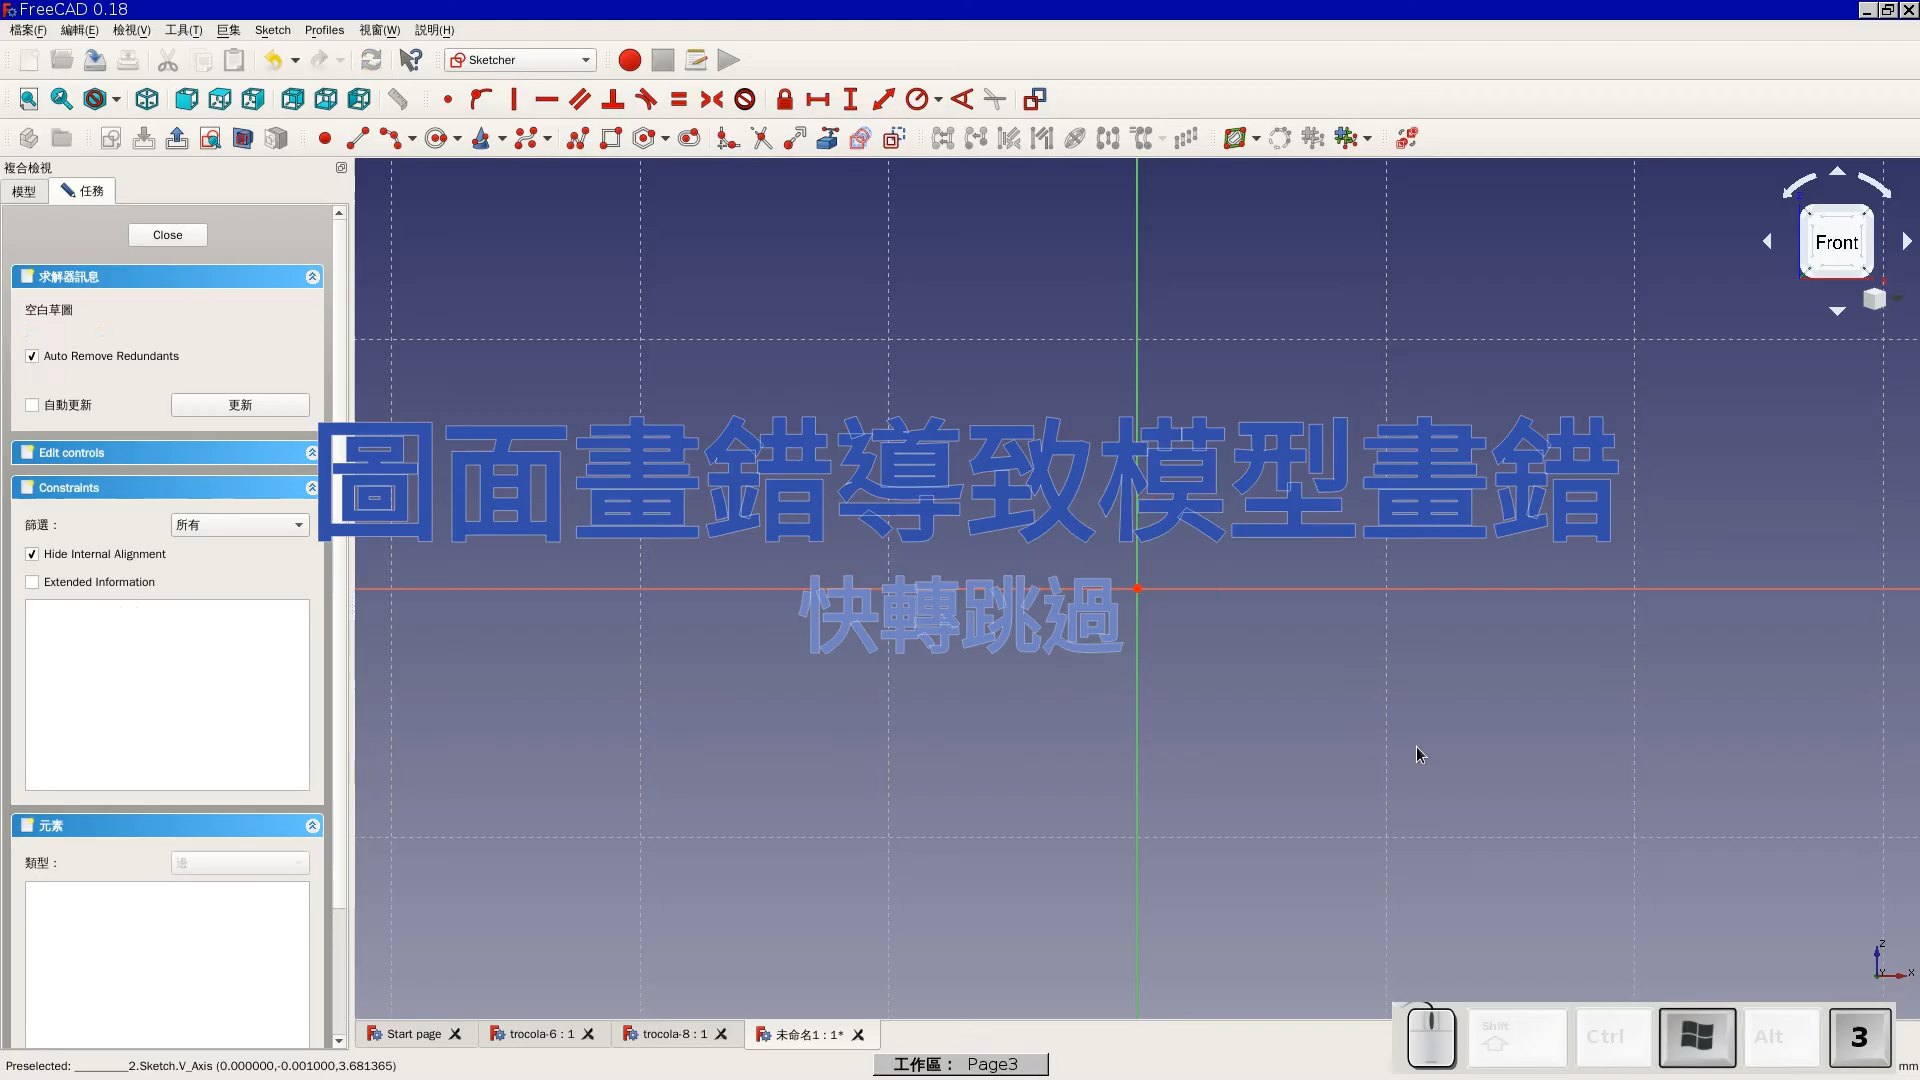 FreeCAD 0.18
檔案(F) 編輯(E) 檢視(V) 工具(T) 巨集 Sketch Profiles 視窗(W) 說明(H)
Sketcher
複合檢視
模型 任務
Close
求解器訊息
空白草圖
Auto Remove Redundants
自動更新 更新
Edit controls
Constraints
篩選： 所有
Hide Internal Alignment
Extended Information
元素
類型： 邊
圖面畫錯導致模型畫錯
快轉跳過
Front
Z
X
Y
Start page trocola-6 : 1 trocola-8 : 1 未命名1 : 1*
Shift Ctrl Alt 3
Preselected: ________2.Sketch.V_Axis (0.000000,-0.001000,3.681365)
工作區： Page3
mm